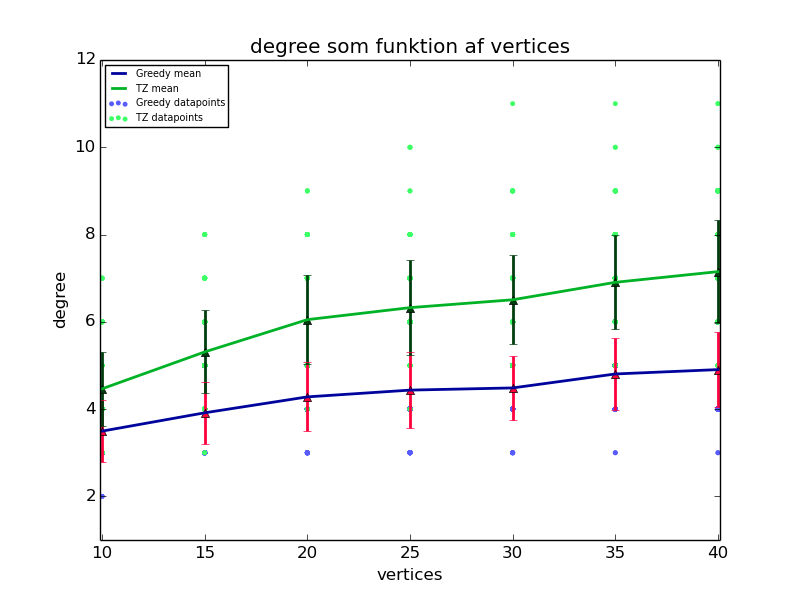 degree som funktion af vertices
12
10
8
6
4
2
degree
Greedy mean
TZ mean
Greedy datapoints
TZ datapoints
10 15 20 25 30 35 40
vertices